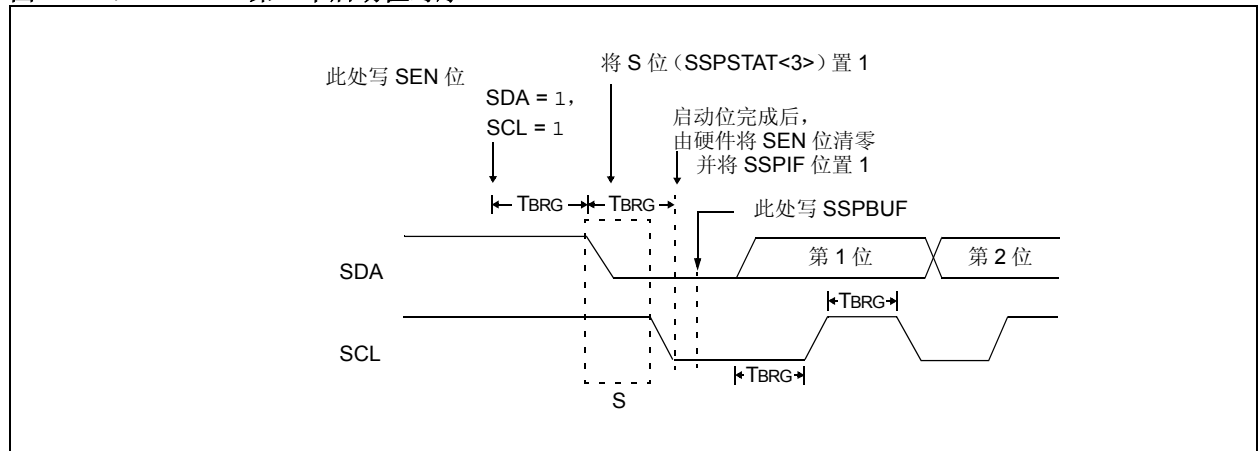 将 S 位（SSPSTAT<3>）置 1
此处写 SEN 位
SDA = 1，
SCL = 1
启动位完成后，
由硬件将 SEN 位清零
并将 SSPIF 位置 1
TBRG
TBRG
此处写 SSPBUF
SDA
第 1 位
第 2 位
TBRG
SCL
TBRG
S